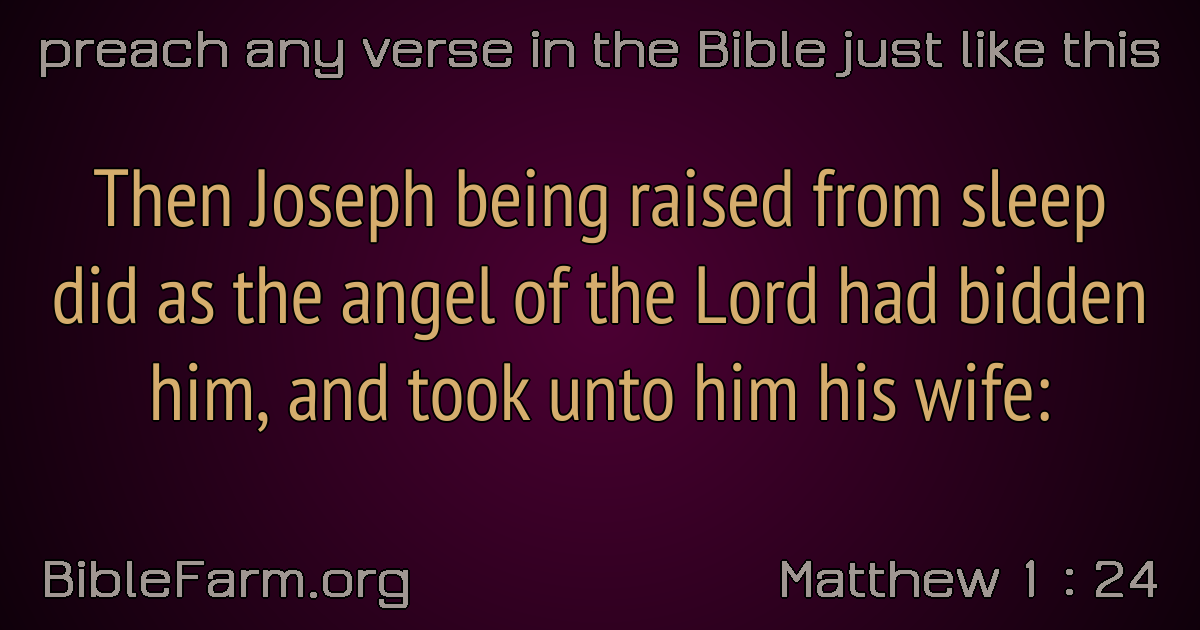 preach any verse in the Bible just like this
Then Joseph being raised from sleep
did as the angel of the Lord had bidden
him, and took unto him his wife:
BibleFarm.org
Matthew 1 : 24